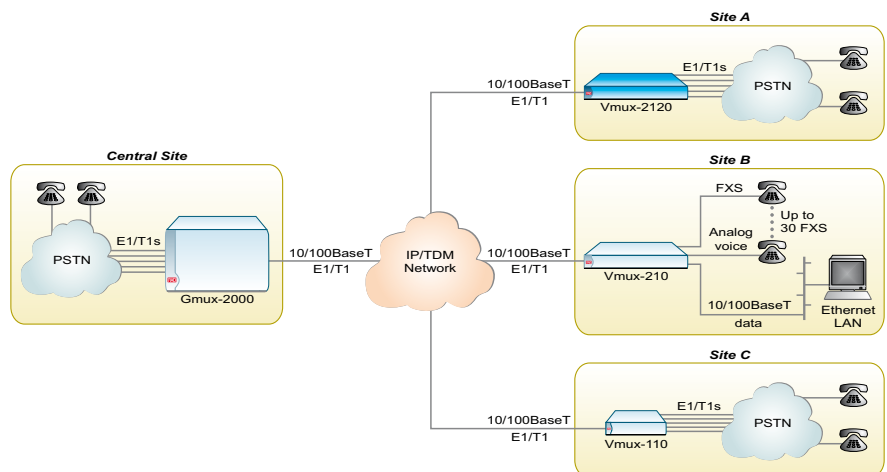 Central Site
PSTN
E1/T1s
Gmux-2000
10/100BaseT
E1/T1
IP/TDM
Network
Site A
10/100BaseT
E1/T1
Vmux-2120
E1/T1s
PSTN
Site B
10/100BaseT
E1/T1
Vmux-210
FXS
Analog
voice
Up to
30 FXS
10/100BaseT
data
Ethernet
LAN
Site C
10/100BaseT
E1/T1
Vmux-110
E1/T1s
PSTN